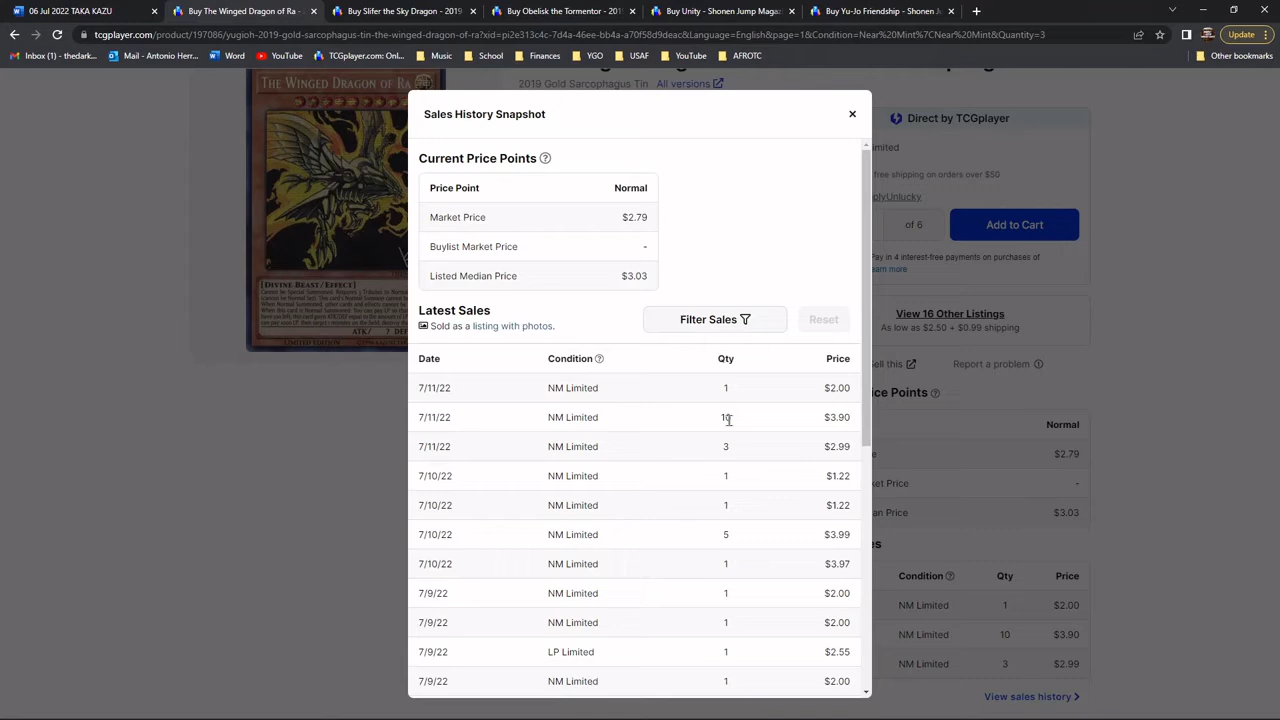 06 Jul 2022 TAKA KAZU
Buy The Winged Dragon of Ra -
Buy Slifer the Sky Dragon - 2019
Buy Obelisk the Tormentor - 2019
Buy Unity - Shonen Jump Magaz
Buy Yu-Jo Friendship - Shonen Ju
tcgplayer.com/product/197086/yugioh-2019-gold-sarcophagus-tin-the-winged-dragon-of-ra?xid=pi2e313c4c-7d4a-46ee-bb4a-a70f58d9deac&Language=English&page=1&Condition=Near%20Mint%7CNear%20Mint&Quantity=3
Update
Inbox (1) - thedark...
Mail - Antonio Herr...
Word
YouTube
TCGplayer.com: Onl...
Music
School
Finances
YGO
USAF
YouTube
AFROTC
Other bookmarks
THE WINGED DRAGON OF RA
2019 Gold Sarcophagus Tin
All versions
Sales History Snapshot
Direct by TCGplayer
Current Price Points
Price Point Normal
Market Price $2.79
Buylist Market Price -
Listed Median Price $3.03
Latest Sales
Sold as a listing with photos.
Filter Sales
Reset
Date Condition Qty Price
7/11/22 NM Limited 1 $2.00
7/11/22 NM Limited 10 $3.90
7/11/22 NM Limited 3 $2.99
7/10/22 NM Limited 1 $1.22
7/10/22 NM Limited 1 $1.22
7/10/22 NM Limited 5 $3.99
7/10/22 NM Limited 1 $3.97
7/9/22 NM Limited 1 $2.00
7/9/22 NM Limited 1 $2.00
7/9/22 LP Limited 1 $2.55
7/9/22 NM Limited 1 $2.00
free shipping on orders over $50
of 6
Add to Cart
Pay in 4 interest-free payments on purchases of
View 16 Other Listings
As low as $2.50 + $0.99 shipping
Report a problem
Normal
$2.79
-
$3.03
Condition Qty Price
NM Limited 1 $2.00
NM Limited 10 $3.90
NM Limited 3 $2.99
View sales history
[DIVINE-BEAST/EFFECT]
LIMITED EDITION